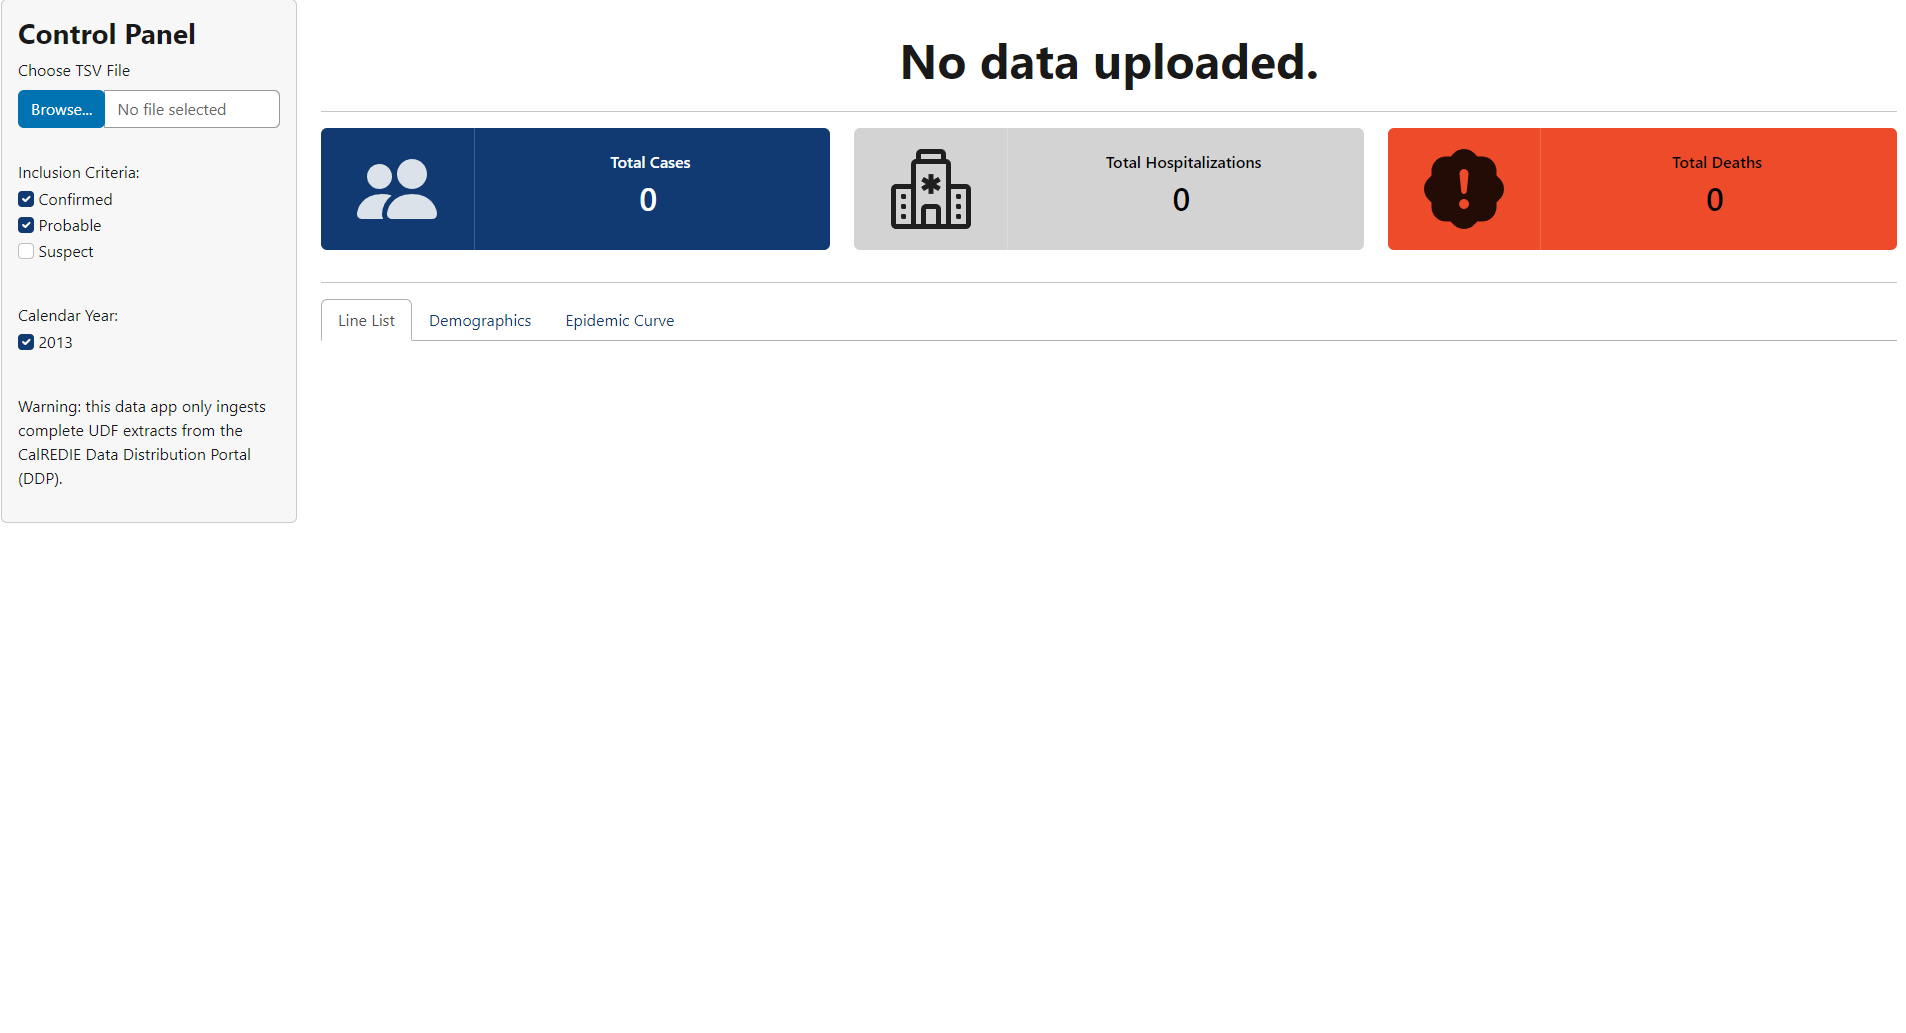 Control Panel
Choose TSV File
Browse...
No file selected
Inclusion Criteria:
Confirmed
Probable
Suspect
Calendar Year:
2013
Warning: this data app only ingests
complete UDF extracts from the
CalREDIE Data Distribution Portal
(DDP).
No data uploaded.
Total Cases
0
Total Hospitalizations
0
Total Deaths
0
Line List
Demographics
Epidemic Curve